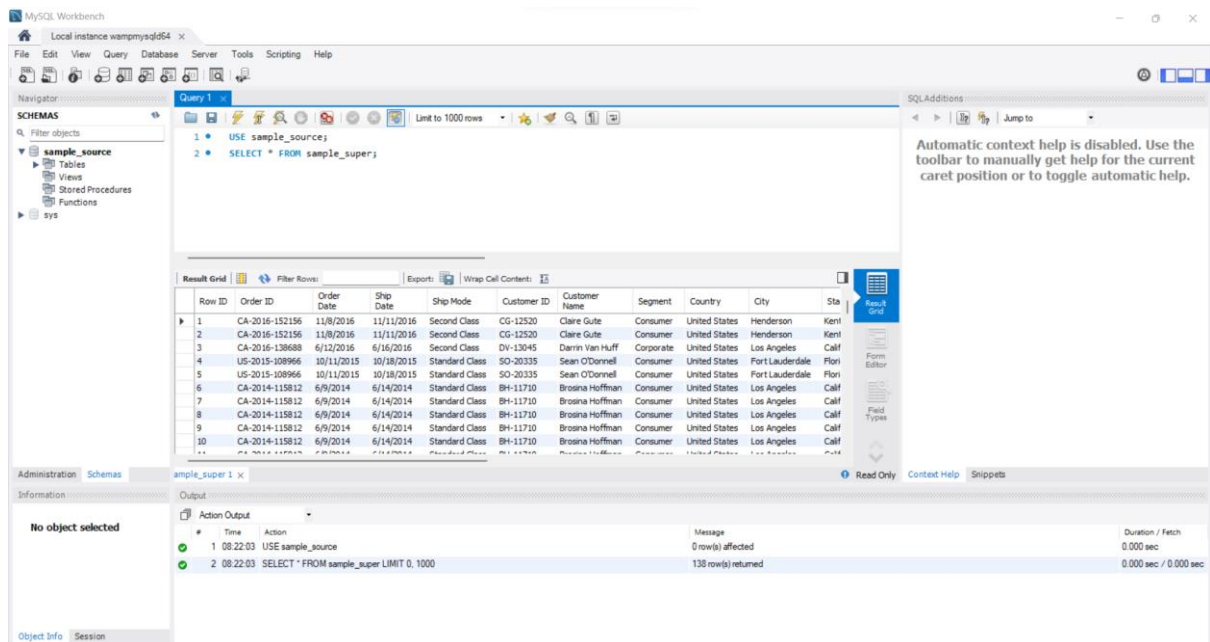 MySQL Workbench
Local instance wampmysqld64
File Edit View Query Database Server Tools Scripting Help
Navigator
SCHEMAS
Filter objects
sample_source
Tables
Views
Stored Procedures
Functions
sys
Administration Schemas
Information
No object selected
Object Info Session
Query 1
Limit to 1000 rows
1 USE sample_source;
2 SELECT * FROM sample_super;
Result Grid Filter Rows: Export: Wrap Cell Content:
Row ID Order ID Order Date Ship Date Ship Mode Customer ID Customer Name Segment Country City Sta
1 CA-2016-152156 11/8/2016 11/11/2016 Second Class CG-12520 Claire Gute Consumer United States Henderson Kent
2 CA-2016-152156 11/8/2016 11/11/2016 Second Class CG-12520 Claire Gute Consumer United States Henderson Kent
3 CA-2016-138688 6/12/2016 6/16/2016 Second Class DV-13045 Darrin Van Huff Corporate United States Los Angeles Calif
4 US-2015-108966 10/11/2015 10/18/2015 Standard Class SO-20335 Sean O'Donnell Consumer United States Fort Lauderdale Flori
5 US-2015-108966 10/11/2015 10/18/2015 Standard Class SO-20335 Sean O'Donnell Consumer United States Fort Lauderdale Flori
6 CA-2014-115812 6/9/2014 6/14/2014 Standard Class BH-11710 Brosina Hoffman Consumer United States Los Angeles Calif
7 CA-2014-115812 6/9/2014 6/14/2014 Standard Class BH-11710 Brosina Hoffman Consumer United States Los Angeles Calif
8 CA-2014-115812 6/9/2014 6/14/2014 Standard Class BH-11710 Brosina Hoffman Consumer United States Los Angeles Calif
9 CA-2014-115812 6/9/2014 6/14/2014 Standard Class BH-11710 Brosina Hoffman Consumer United States Los Angeles Calif
10 CA-2014-115812 6/9/2014 6/14/2014 Standard Class BH-11710 Brosina Hoffman Consumer United States Los Angeles Calif
Result Grid
Form Editor
Field Types
ample_super 1
Read Only
SQLAdditions
Jump to
Automatic context help is disabled. Use the
toolbar to manually get help for the current
caret position or to toggle automatic help.
Context Help Snippets
Output
Action Output
# Time Action Message Duration / Fetch
1 08:22:03 USE sample_source 0 row(s) affected 0.000 sec
2 08:22:03 SELECT * FROM sample_super LIMIT 0, 1000 138 row(s) returned 0.000 sec / 0.000 sec